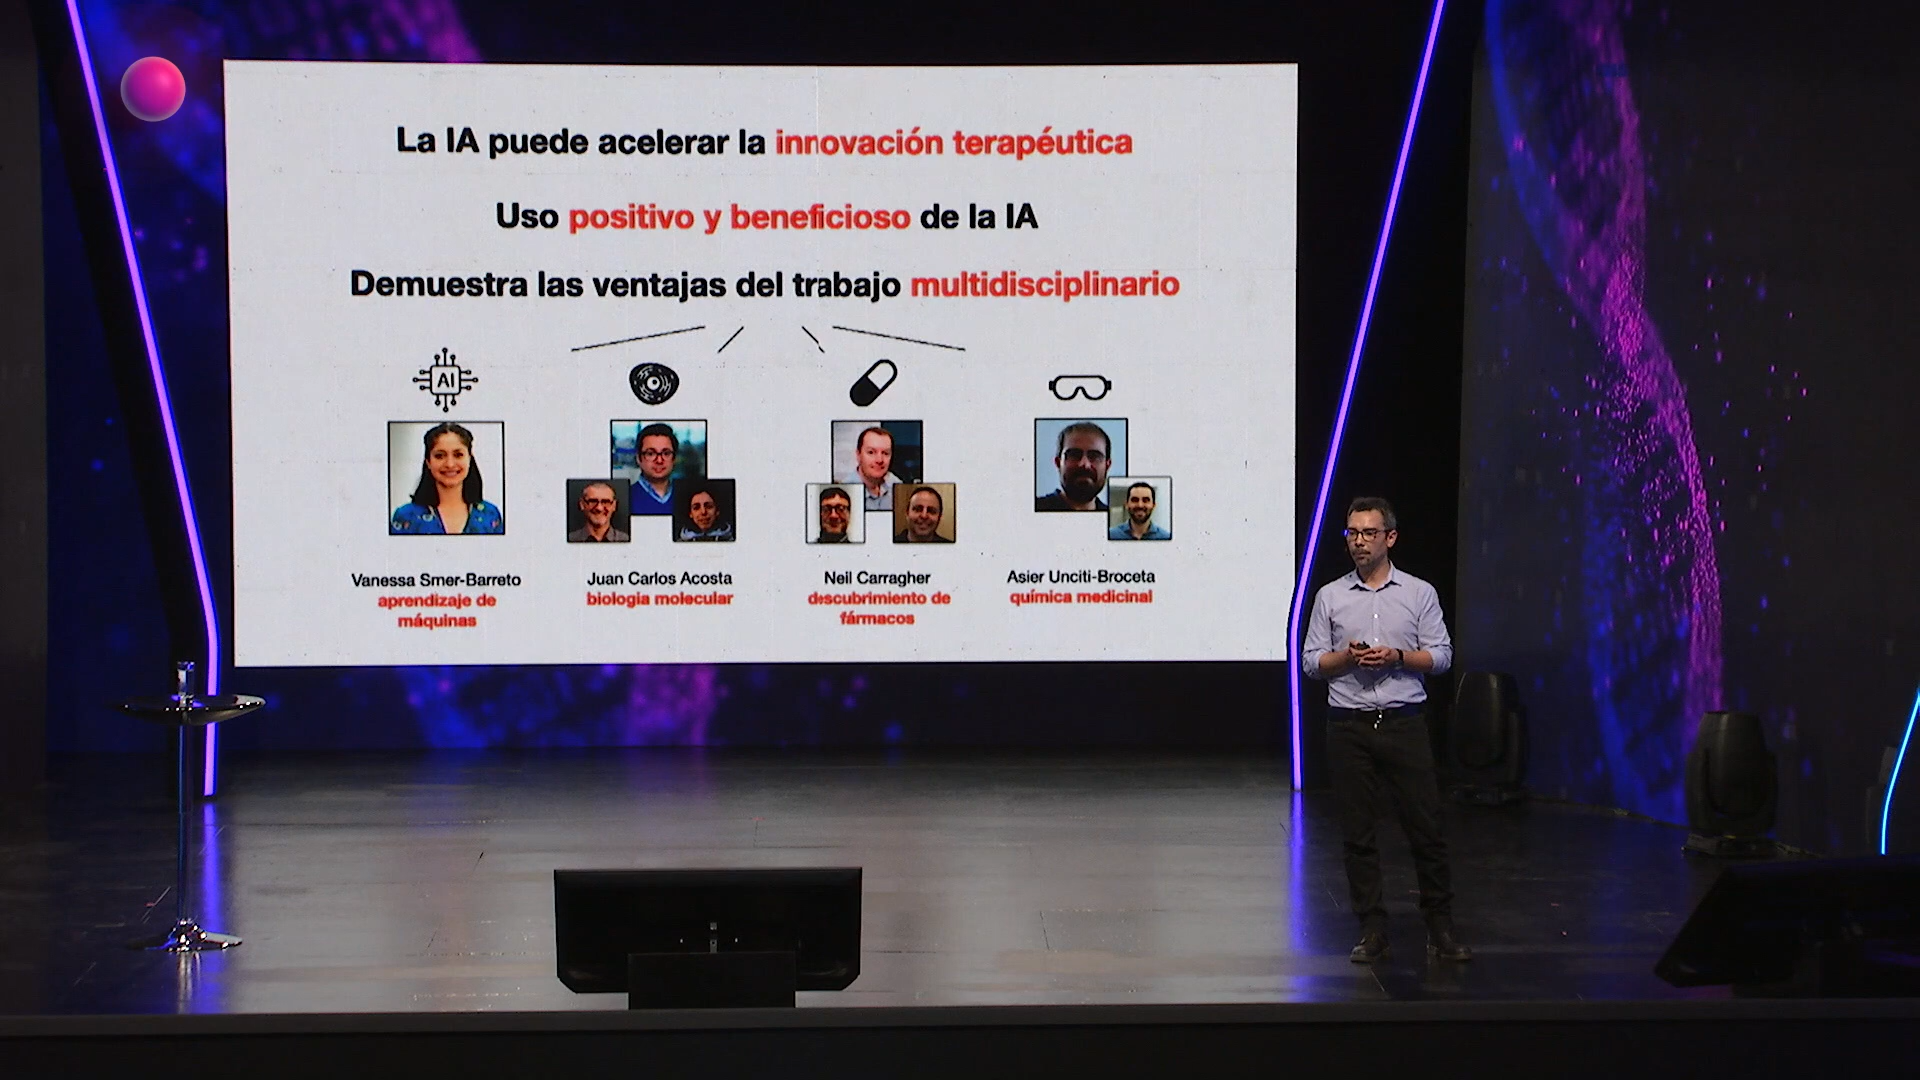 La IA puede acelerar la innovación terapéutica
Uso positivo y beneficioso de la IA
Demuestra las ventajas del trabajo multidisciplinario
AI
Vanessa Smer-Barreto
aprendizaje de
máquinas
Juan Carlos Acosta
biologia molecular
Neil Carragher
descubrimiento de
fármacos
Asier Unciti-Broceta
química medicinal